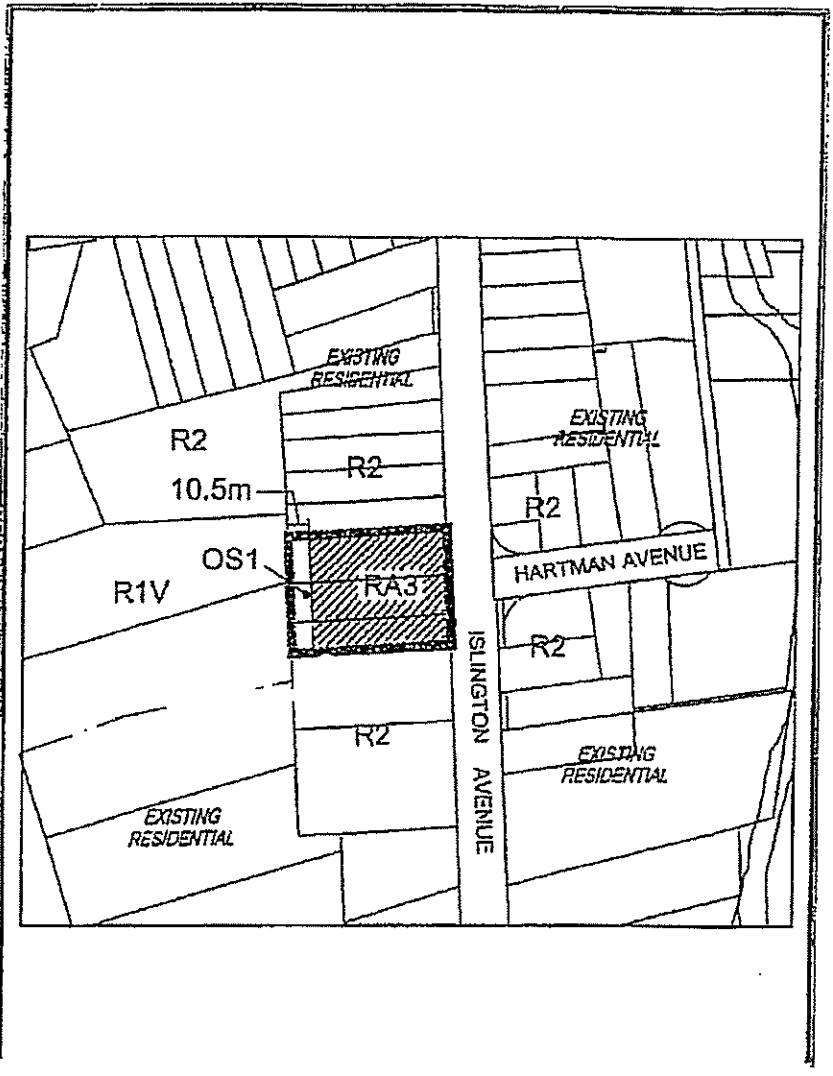 EXISTING
RESIDENTIAL
R2
R2
10.5m
EXISTING
RESIDENTIAL
R2
OS1
R1V
RA3
HARTMAN AVENUE
R2
ISLINGTON AVENUE
R2
EXISTING
RESIDENTIAL
EXISTING
RESIDENTIAL